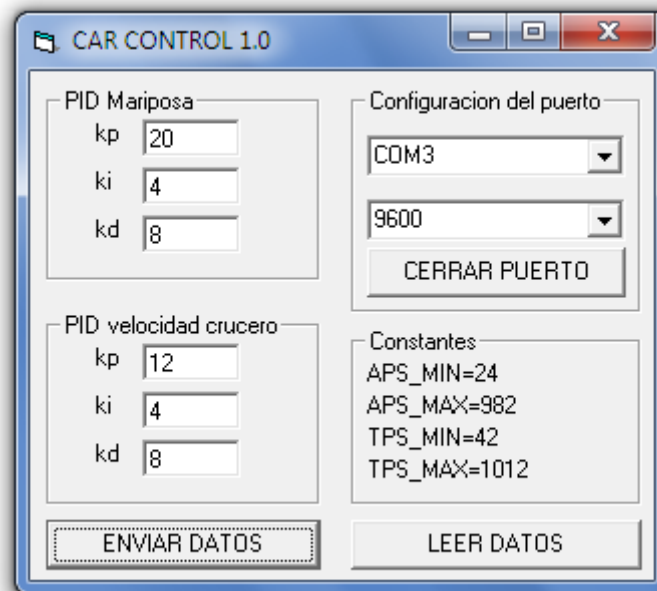 CAR CONTROL 1.0
PID Mariposa
kp 20
ki 4
kd 8
PID velocidad crucero
kp 12
ki 4
kd 8
ENVIAR DATOS
Configuracion del puerto
COM3
9600
CERRAR PUERTO
Constantes
APS_MIN=24
APS_MAX=982
TPS_MIN=42
TPS_MAX=1012
LEER DATOS